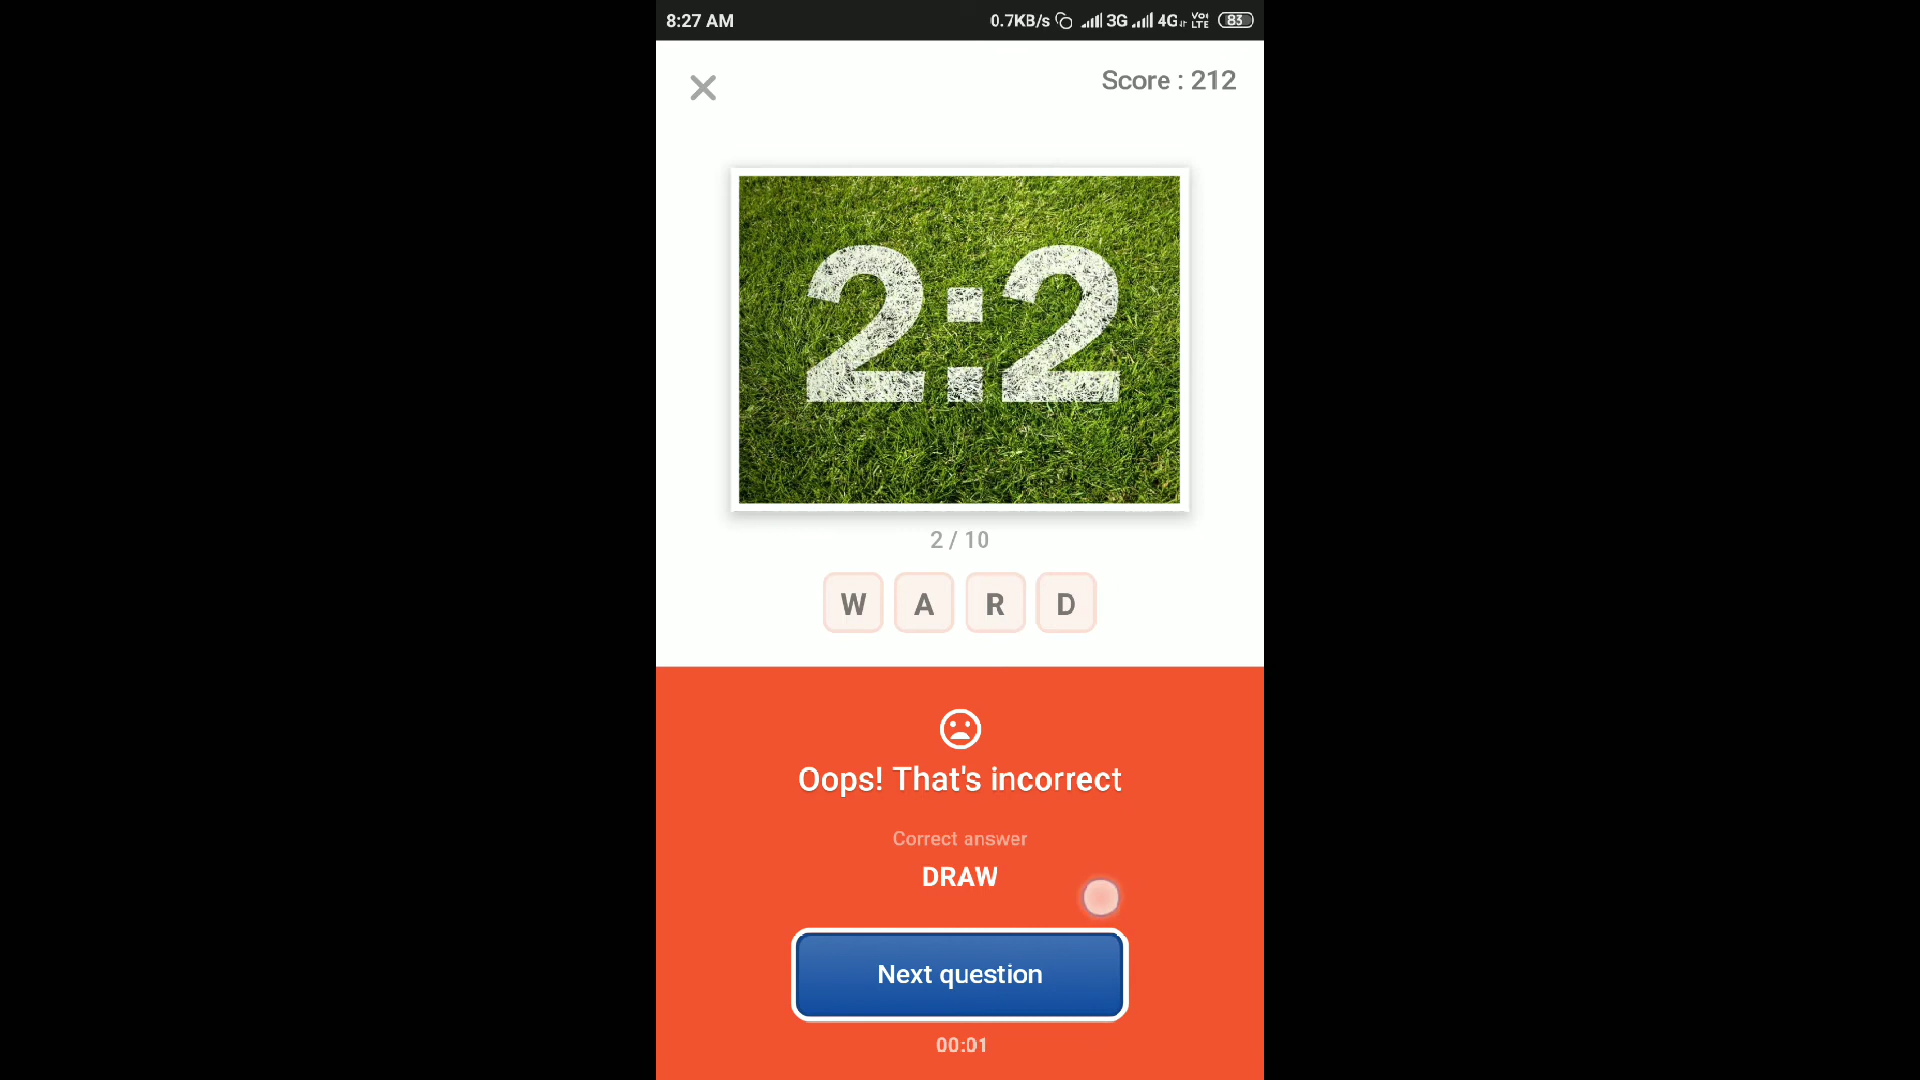 8:27 AM
0.7KB/s 3G 4G VoLTE 83
Score : 212
2:2
2 / 10
W A R D
Oops! That's incorrect
Correct answer
DRAW
Next question
00:01